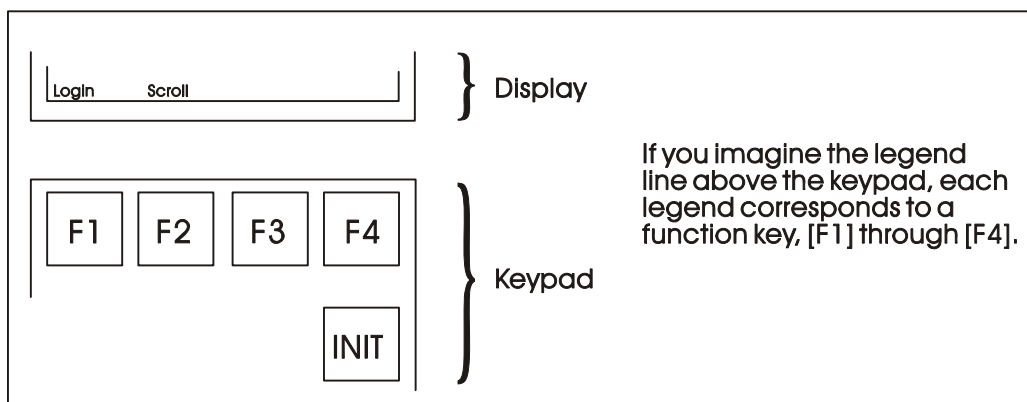 Login Scroll
Display
If you imagine the legend
line above the keypad, each
legend corresponds to a
function key, [F1] through [F4].
F1 F2 F3 F4
Keypad
INIT